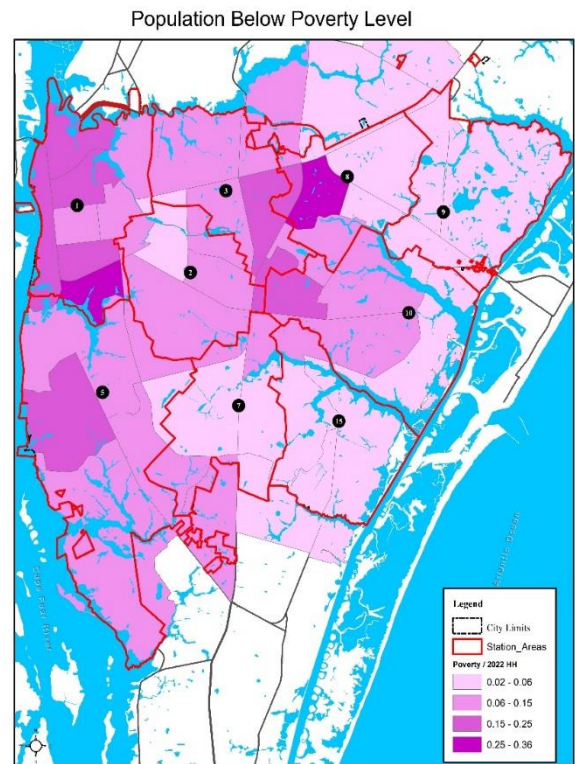 Population Below Poverty Level
8
3
1
9
2
10
5
7
15
Cape Fear River
Atlantic Ocean
Legend
City Limits
Station_Areas
Poverty / 2022 HH
0.02 - 0.06
0.06 - 0.15
0.15 - 0.25
0.25 - 0.36